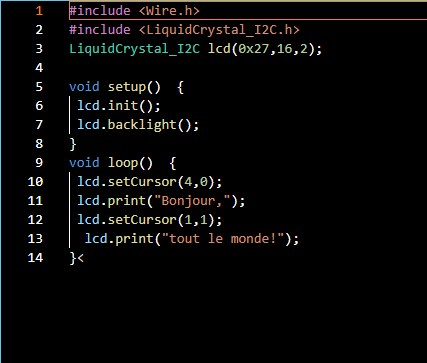 1 #include <Wire.h>
2 #include <LiquidCrystal_I2C.h>
3 LiquidCrystal_I2C lcd(0x27,16,2);
4
5 void setup()  {
6  lcd.init();
7  lcd.backlight();
8 }
9 void loop()  {
10  lcd.setCursor(4,0);
11  lcd.print("Bonjour,");
12  lcd.setCursor(1,1);
13   lcd.print("tout le monde!");
14 }<